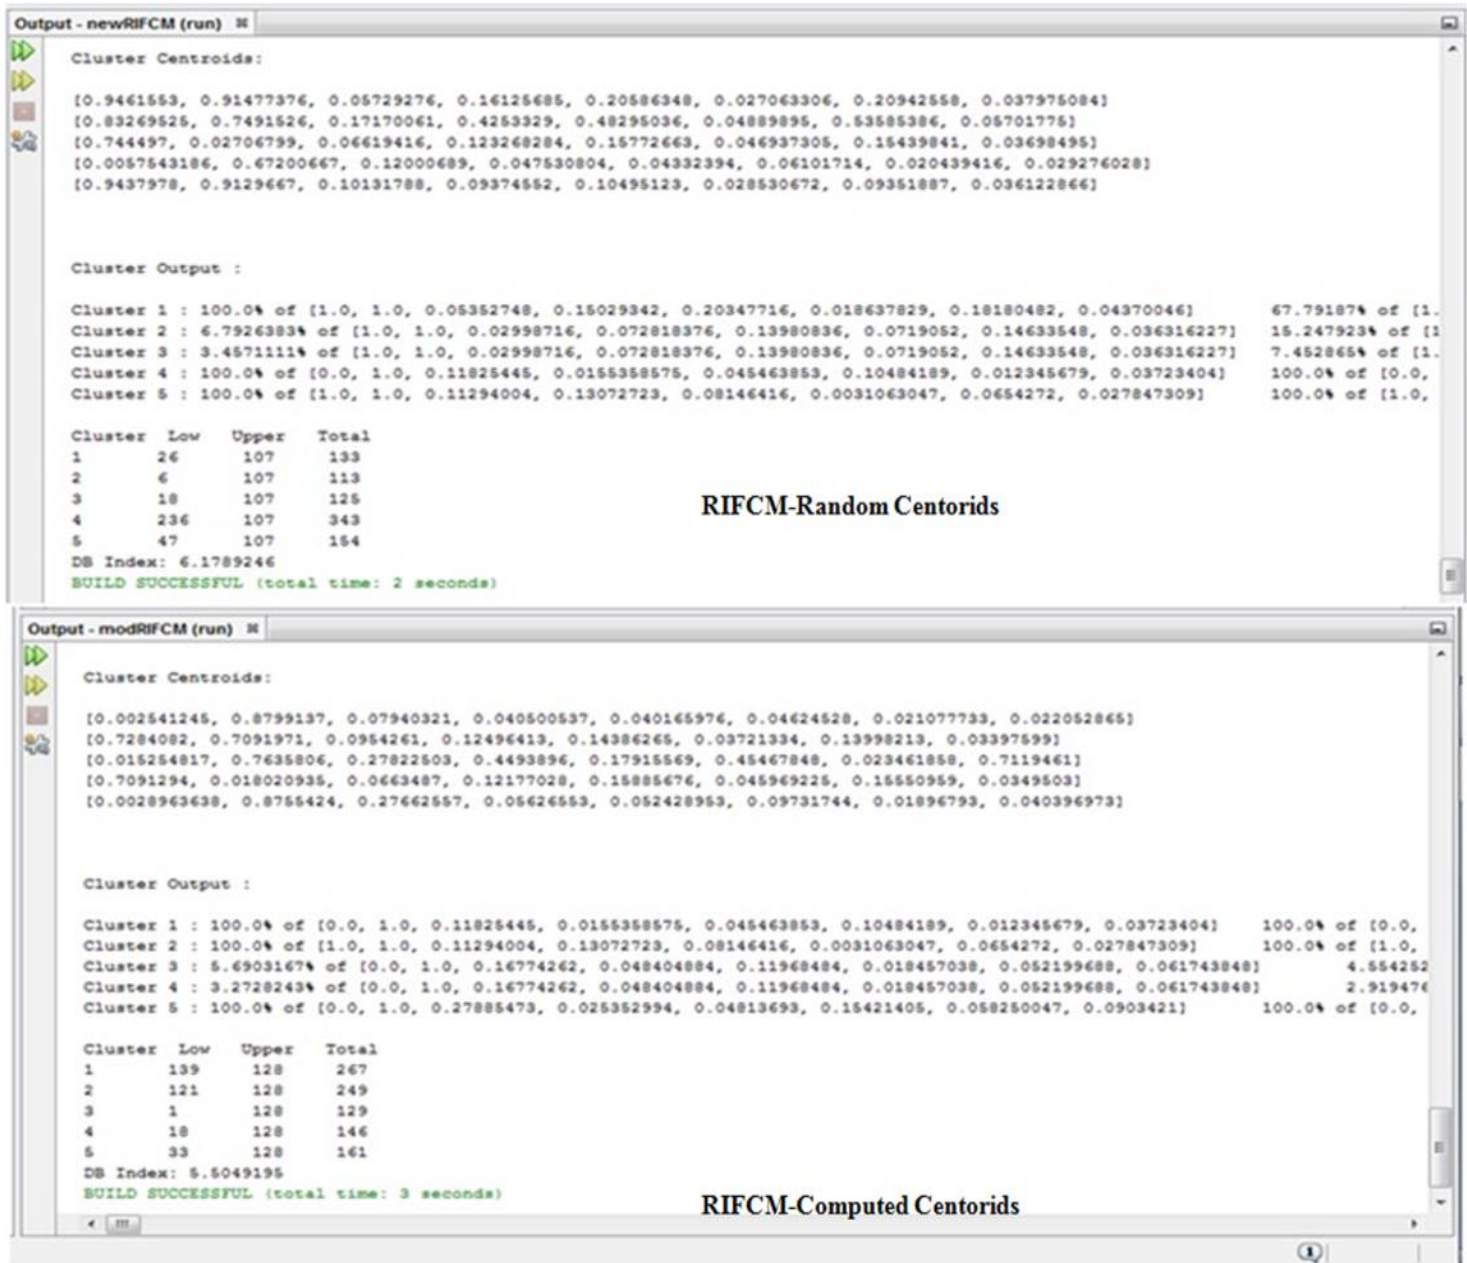 Output - newRIFCM (run)
Cluster Centroids:
[0.9461553, 0.91477376, 0.05729276, 0.16125685, 0.20586348, 0.027063306, 0.20942558, 0.037975084]
[0.83269525, 0.7491526, 0.17170061, 0.4253329, 0.48295036, 0.04889895, 0.53585386, 0.05701775]
[0.744497, 0.02706799, 0.06619416, 0.123268284, 0.15772663, 0.046937305, 0.15439841, 0.03698495]
[0.0057543186, 0.67200667, 0.12000689, 0.047530804, 0.04332394, 0.06101714, 0.020439416, 0.029276028]
[0.9437978, 0.9129667, 0.10131788, 0.09374552, 0.10495123, 0.028530672, 0.09351887, 0.036122866]
Cluster Output :
Cluster 1 : 100.0% of [1.0, 1.0, 0.05352748, 0.15029342, 0.20347716, 0.018637829, 0.18180482, 0.04370046] 67.79187% of [1.
Cluster 2 : 6.7926383% of [1.0, 1.0, 0.02998716, 0.072818376, 0.13980836, 0.0719052, 0.14633548, 0.036316227] 15.247923% of [1
Cluster 3 : 3.4571111% of [1.0, 1.0, 0.02998716, 0.072818376, 0.13980836, 0.0719052, 0.14633548, 0.036316227] 7.452865% of [1.
Cluster 4 : 100.0% of [0.0, 1.0, 0.11825445, 0.0155358575, 0.045463853, 0.10484189, 0.012345679, 0.03723404] 100.0% of [0.0,
Cluster 5 : 100.0% of [1.0, 1.0, 0.11294004, 0.13072723, 0.08146416, 0.0031063047, 0.0654272, 0.027847309] 100.0% of [1.0,
Cluster Low Upper Total
1 26 107 133
2 6 107 113
3 18 107 125
4 236 107 343
5 47 107 154
RIFCM-Random Centorids
DB Index: 6.1789246
BUILD SUCCESSFUL (total time: 2 seconds)
Output - modRIFCM (run)
Cluster Centroids:
[0.002541245, 0.8799137, 0.07940321, 0.040500537, 0.040165976, 0.04624528, 0.021077733, 0.022052865]
[0.7284082, 0.7091971, 0.0954261, 0.12496413, 0.14386265, 0.03721334, 0.13998213, 0.03397599]
[0.015254817, 0.7635806, 0.27822503, 0.4493896, 0.17915569, 0.45467848, 0.023461858, 0.7119461]
[0.7091294, 0.018020935, 0.0663487, 0.12177028, 0.15885676, 0.045969225, 0.15550959, 0.0349503]
[0.0028963638, 0.8755424, 0.27662557, 0.05626553, 0.052428953, 0.09731744, 0.01896793, 0.040396973]
Cluster Output :
Cluster 1 : 100.0% of [0.0, 1.0, 0.11825445, 0.0155358575, 0.045463853, 0.10484189, 0.012345679, 0.03723404] 100.0% of [0.0,
Cluster 2 : 100.0% of [1.0, 1.0, 0.11294004, 0.13072723, 0.08146416, 0.0031063047, 0.0654272, 0.027847309] 100.0% of [1.0,
Cluster 3 : 5.6903167% of [0.0, 1.0, 0.16774262, 0.048404884, 0.11968484, 0.018457038, 0.052199688, 0.061743848] 4.554252
Cluster 4 : 3.2728243% of [0.0, 1.0, 0.16774262, 0.048404884, 0.11968484, 0.018457038, 0.052199688, 0.061743848] 2.919476
Cluster 5 : 100.0% of [0.0, 1.0, 0.27885473, 0.025352994, 0.04813693, 0.15421405, 0.058250047, 0.0903421] 100.0% of [0.0,
Cluster Low Upper Total
1 139 128 267
2 121 128 249
3 1 128 129
4 18 128 146
5 33 128 161
DB Index: 5.5049195
BUILD SUCCESSFUL (total time: 3 seconds)
RIFCM-Computed Centorids
1